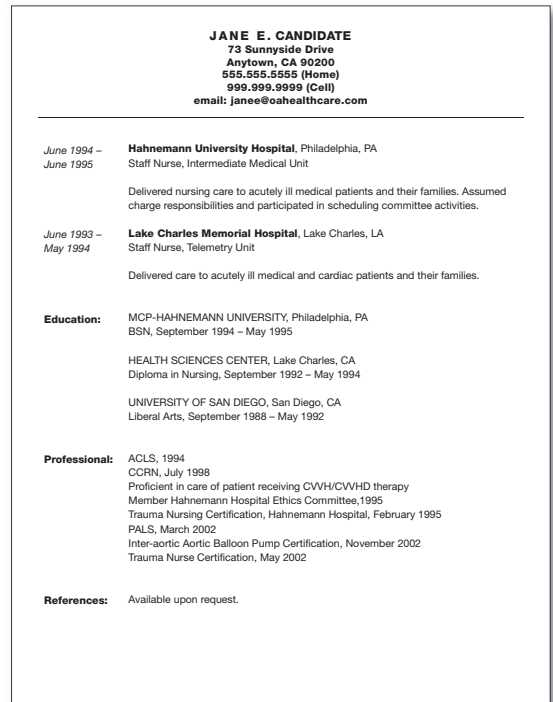 JANE E. CANDIDATE
73 Sunnyside Drive
Anytown, CA 90200
555.555.5555 (Home)
999.999.9999 (Cell)
email: janee@oahealthcare.com
June 1994 – Hahnemann University Hospital, Philadelphia, PA
June 1995 Staff Nurse, Intermediate Medical Unit
Delivered nursing care to acutely ill medical patients and their families. Assumed
charge responsibilities and participated in scheduling committee activities.
June 1993 – Lake Charles Memorial Hospital, Lake Charles, LA
May 1994 Staff Nurse, Telemetry Unit
Delivered care to acutely ill medical and cardiac patients and their families.
Education: MCP-HAHNEMANN UNIVERSITY, Philadelphia, PA
BSN, September 1994 – May 1995
HEALTH SCIENCES CENTER, Lake Charles, CA
Diploma in Nursing, September 1992 – May 1994
UNIVERSITY OF SAN DIEGO, San Diego, CA
Liberal Arts, September 1988 – May 1992
Professional: ACLS, 1994
CCRN, July 1998
Proficient in care of patient receiving CVVH/CVVHD therapy
Member Hahnemann Hospital Ethics Committee,1995
Trauma Nursing Certification, Hahnemann Hospital, February 1995
PALS, March 2002
Inter-aortic Aortic Balloon Pump Certification, November 2002
Trauma Nurse Certification, May 2002
References: Available upon request.